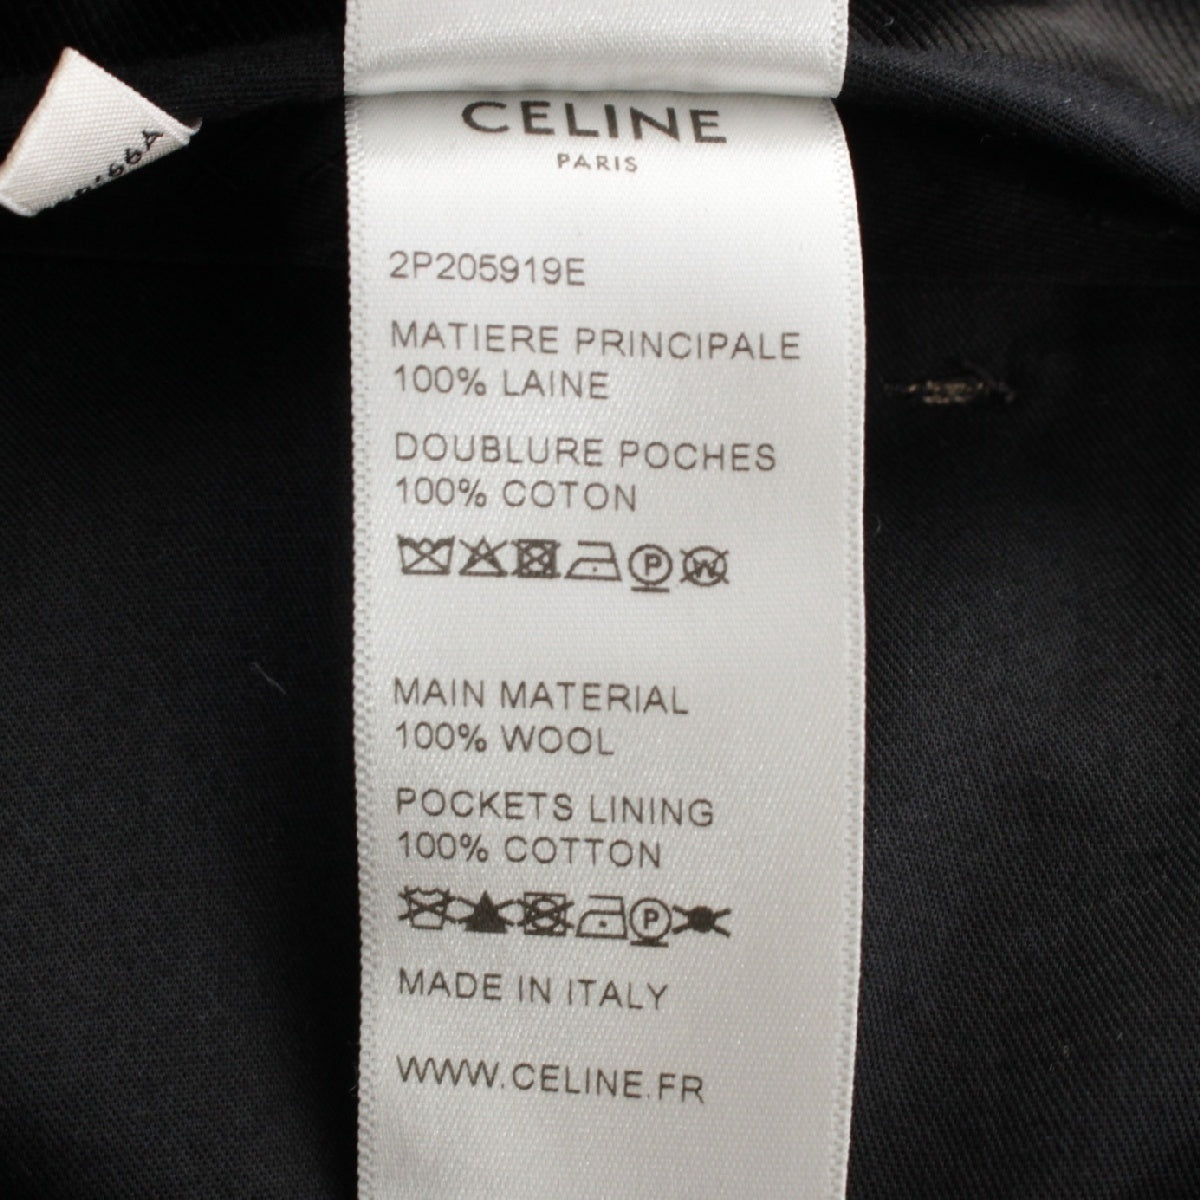 CELINE
PARIS
2P205919E
MATIERE PRINCIPALE
100% LAINE
DOUBLURE POCHES
100% COTON
P W
MAIN MATERIAL
100% WOOL
POCKETS LINING
100% COTTON
P
MADE IN ITALY
WWW.CELINE.FR